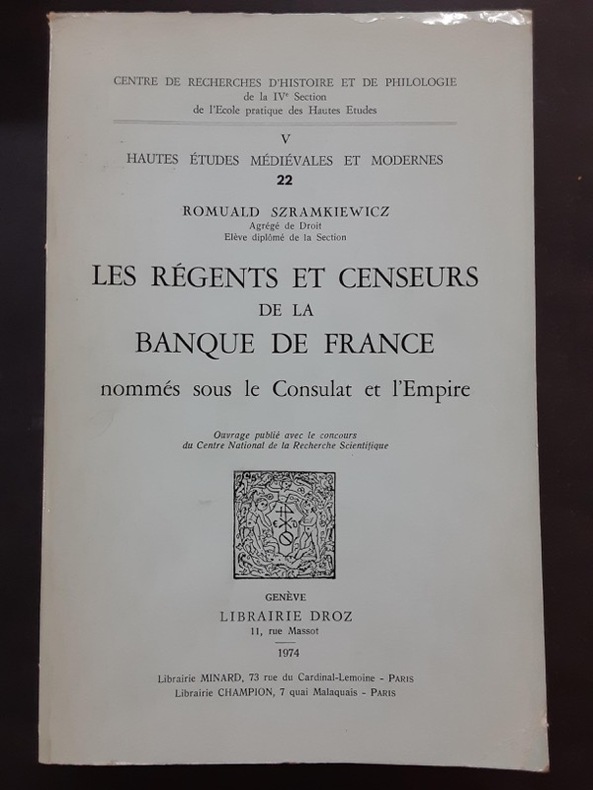 CENTRE DE RECHERCHES D'HISTOIRE ET DE PHILOLOGIE
de la IVe Section
de l'Ecole pratique des Hautes Etudes
V
HAUTES ÉTUDES MÉDIÉVALES ET MODERNES
22
ROMUALD SZRAMKIEWICZ
Agrégé de Droit
Elève diplômé de la Section
LES RÉGENTS ET CENSEURS
DE LA
BANQUE DE FRANCE
nommés sous le Consulat et l'Empire
Ouvrage publié avec le concours
du Centre National de la Recherche Scientifique
GENÈVE
LIBRAIRIE DROZ
11, rue Massot
1974
Librairie MINARD, 73 rue du Cardinal-Lemoine - PARIS
Librairie CHAMPION, 7 quai Malaquais - PARIS